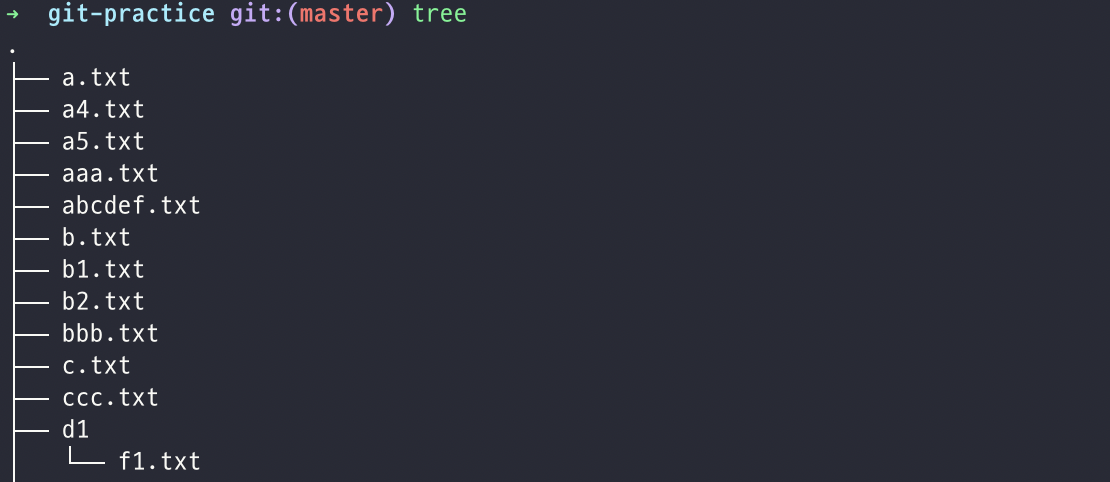 → git-practice git:(master) tree
.
├── a.txt
├── a4.txt
├── a5.txt
├── aaa.txt
├── abcdef.txt
├── b.txt
├── b1.txt
├── b2.txt
├── bbb.txt
├── c.txt
├── ccc.txt
├── d1
│   └── f1.txt